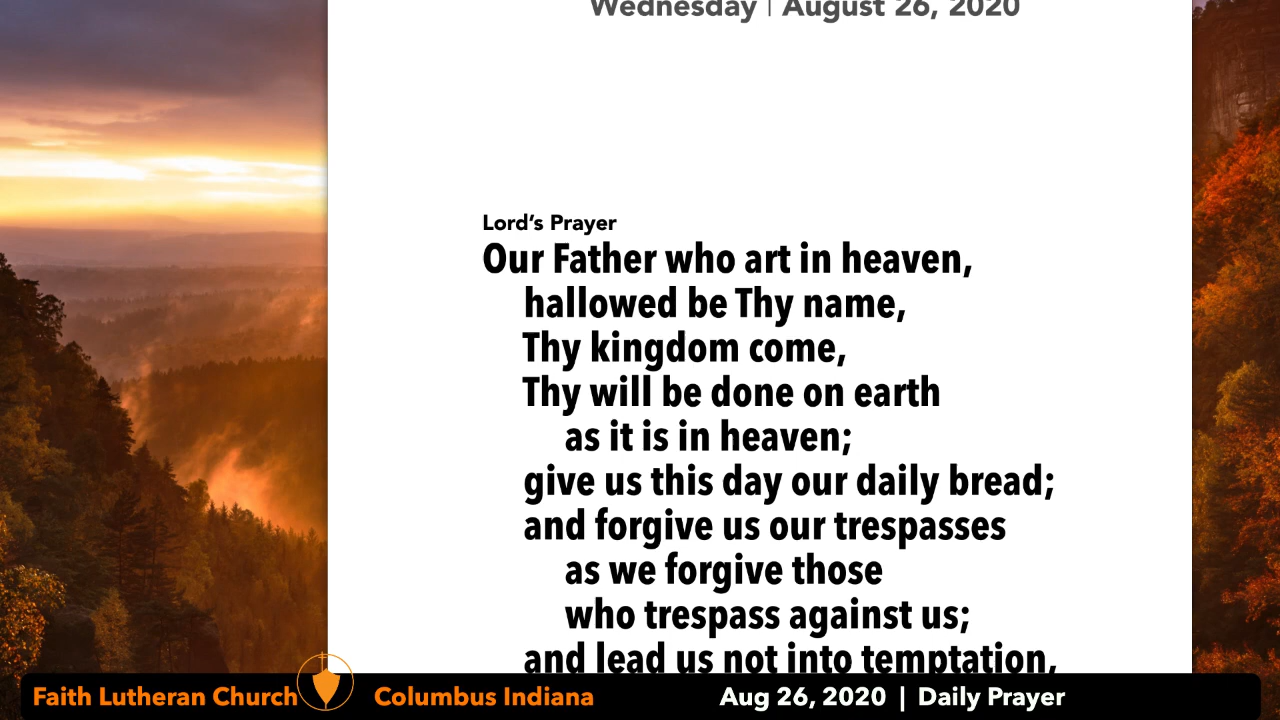 Wednesday | August 26, 2020
Lord’s Prayer
Our Father who art in heaven,
hallowed be Thy name,
Thy kingdom come,
Thy will be done on earth
as it is in heaven;
give us this day our daily bread;
and forgive us our trespasses
as we forgive those
who trespass against us;
and lead us not into temptation,
Faith Lutheran Church Columbus Indiana Aug 26, 2020 | Daily Prayer